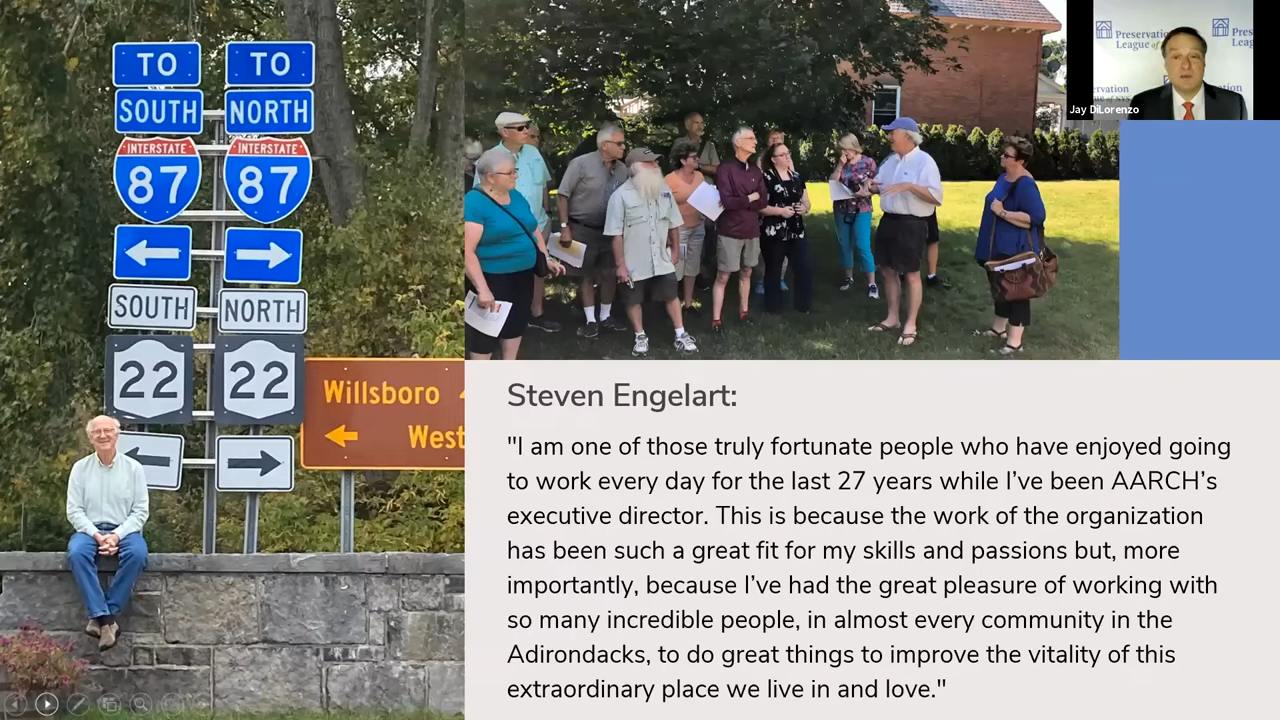 TO
TO
SOUTH
NORTH
INTERSTATE
INTERSTATE
87
87
SOUTH
NORTH
22
22
Willsboro
West
Preservation
League of
Pres
Leag
Jay DiLorenzo
Steven Engelart:
"I am one of those truly fortunate people who have enjoyed going
to work every day for the last 27 years while I’ve been AARCH’s
executive director. This is because the work of the organization
has been such a great fit for my skills and passions but, more
importantly, because I’ve had the great pleasure of working with
so many incredible people, in almost every community in the
Adirondacks, to do great things to improve the vitality of this
extraordinary place we live in and love."